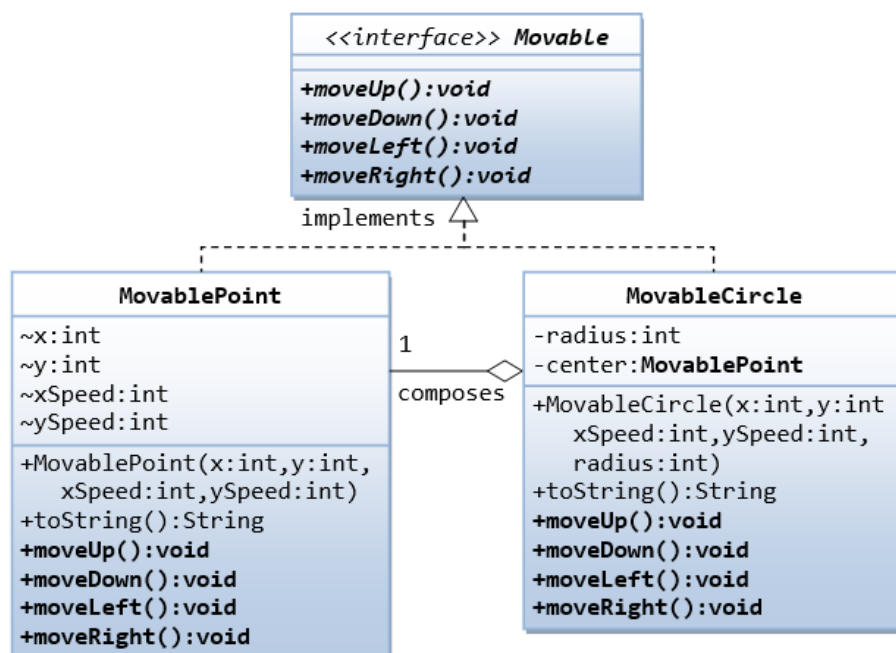 <<interface>> Movable
+moveUp():void
+moveDown():void
+moveLeft():void
+moveRight():void
implements
MovablePoint
~x:int
~y:int
~xSpeed:int
~ySpeed:int
+MovablePoint(x:int,y:int,
xSpeed:int,ySpeed:int)
+toString():String
+moveUp():void
+moveDown():void
+moveLeft():void
+moveRight():void
1
composes
MovableCircle
-radius:int
-center:MovablePoint
+MovableCircle(x:int,y:int
xSpeed:int,ySpeed:int,
radius:int)
+toString():String
+moveUp():void
+moveDown():void
+moveLeft():void
+moveRight():void